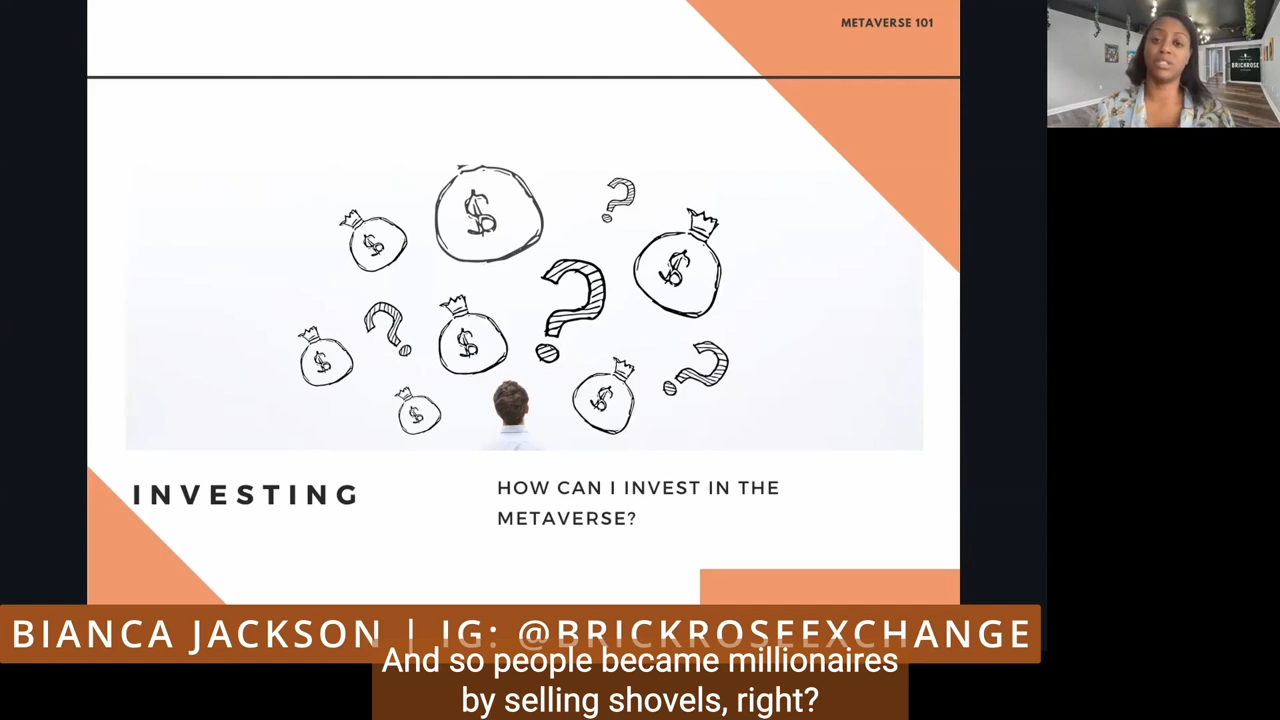 METAVERSE 101
BRICKROSE
$
$
$
$
$
$
$
?
?
?
?
INVESTING
HOW CAN I INVEST IN THE
METAVERSE?
BIANCA JACKSON | IG: @BRICKROSEEXCHANGE
And so people became millionaires
by selling shovels, right?